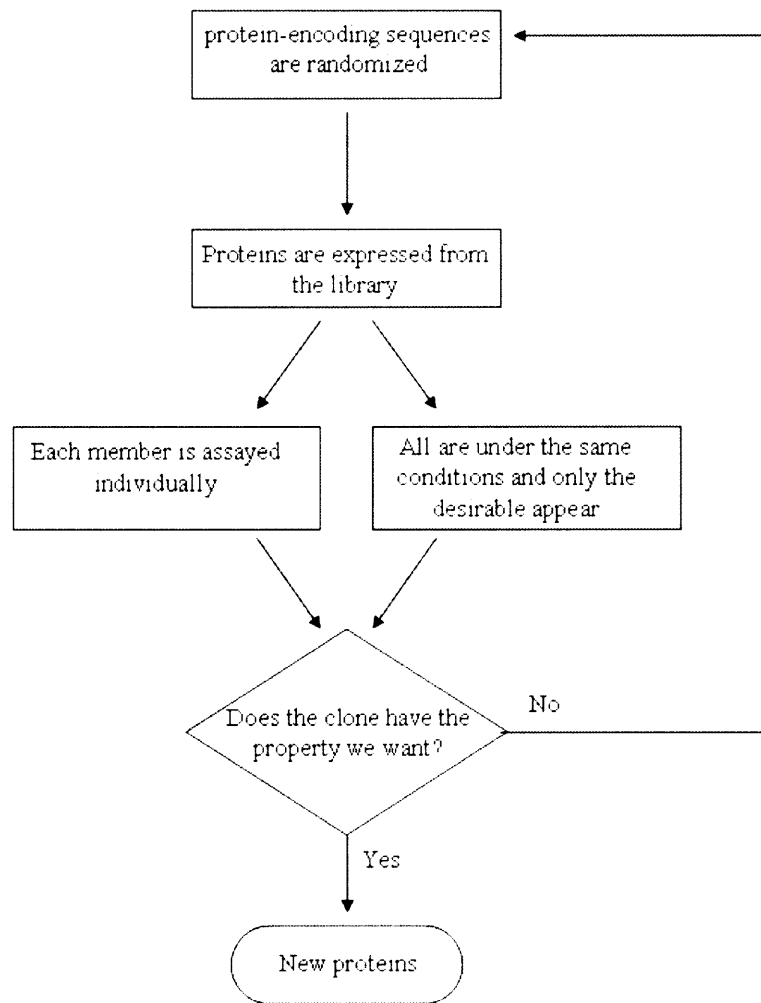 protein-encoding sequences
are randomized
Proteins are expressed from
the library
Each member is assayed
individually
All are under the same
conditions and only the
desirable appear
Does the clone have the
property we want?
No
Yes
New proteins